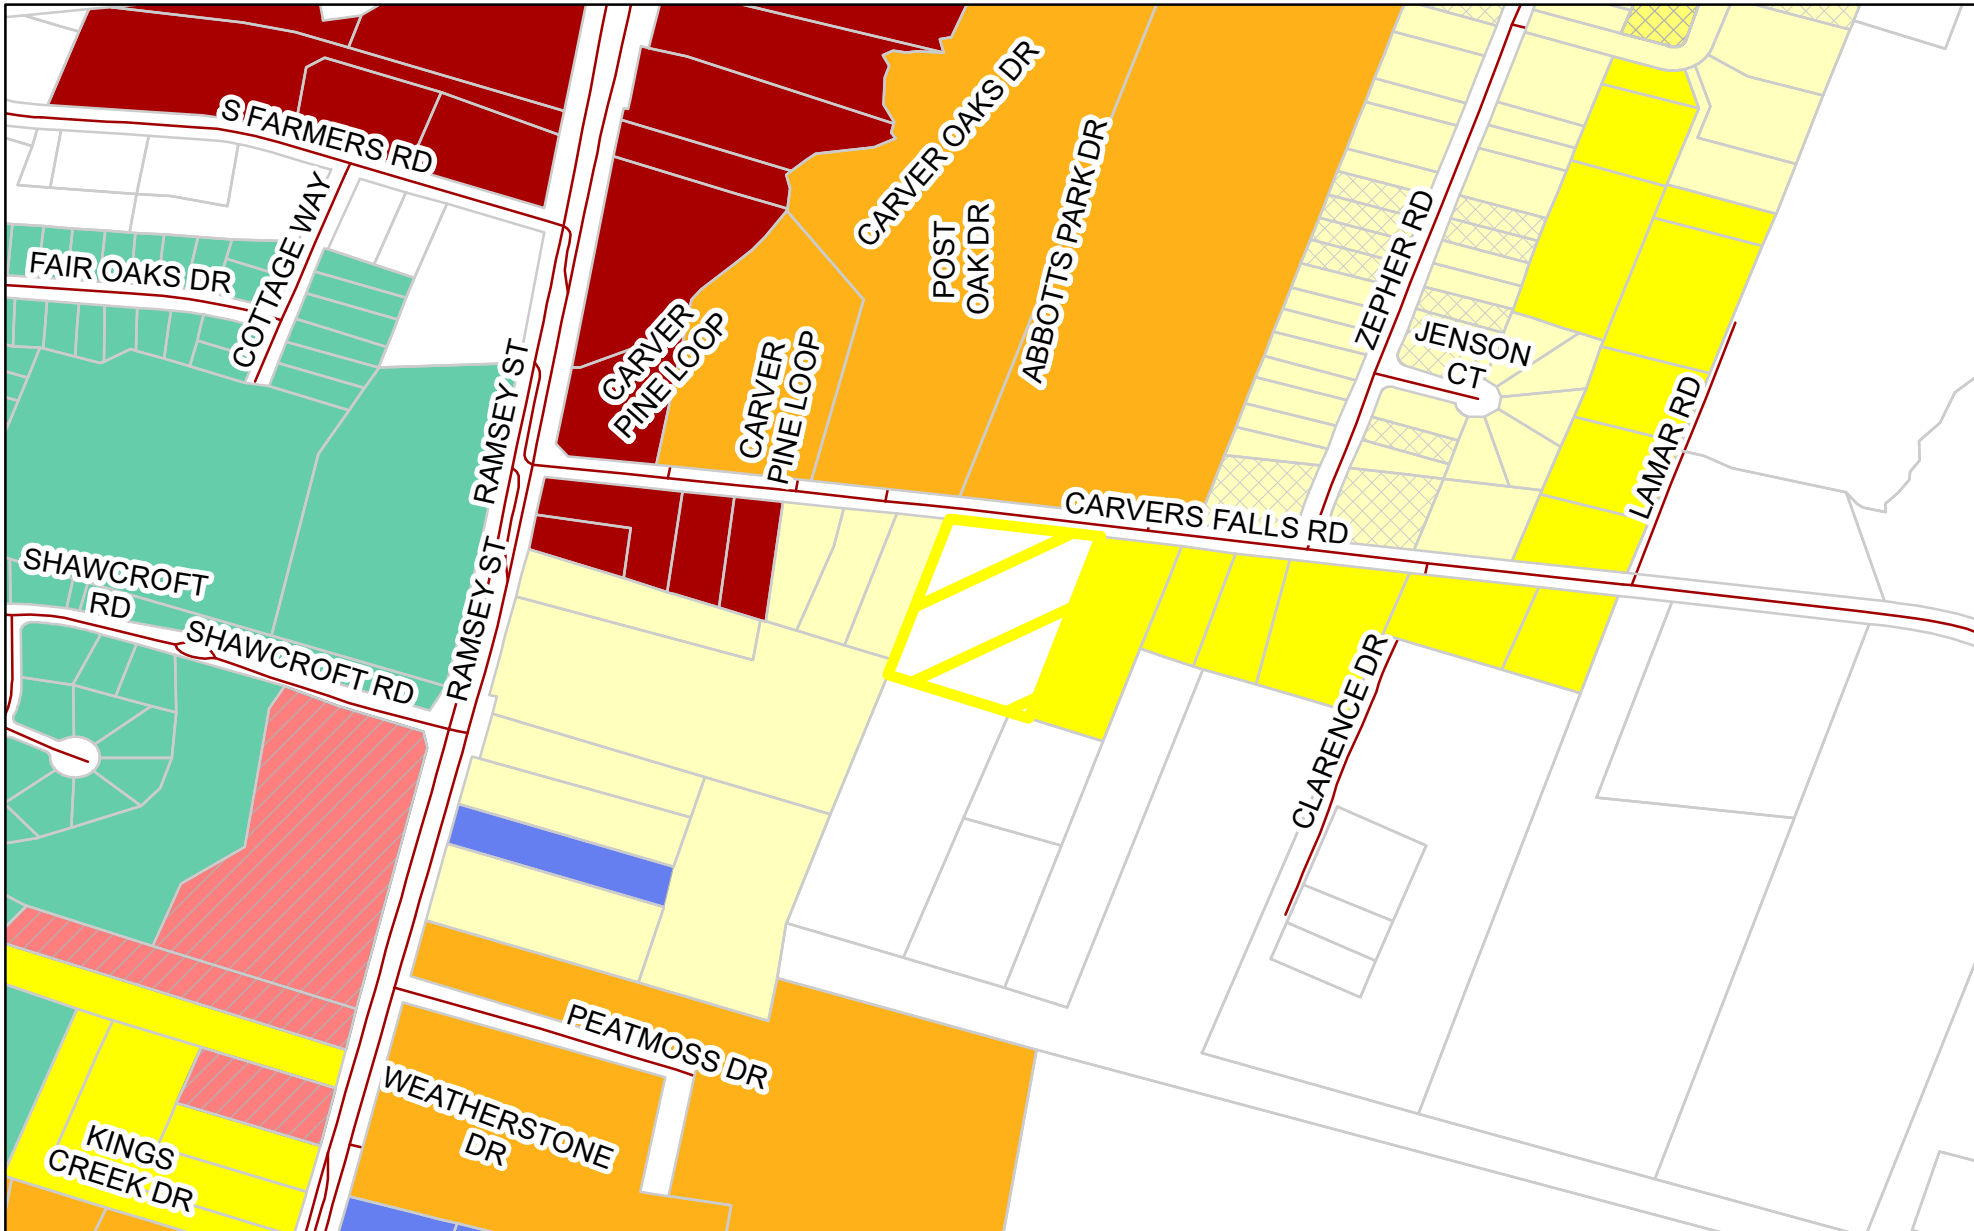 CARVER OAKS DR
S FARMERS RD
COTTAGE WAY
FAIR OAKS DR
POST
OAK DR
ABBOTTS PARK DR
ZEPHER RD
JENSON
CT
CARVER
PINE LOOP
CARVER
PINE LOOP
RAMSEY ST
LAMAR RD
CARVERS FALLS RD
RAMSEY ST
SHAWCROFT
RD
SHAWCROFT RD
CLARENCE DR
PEATMOSS DR
WEATHERSTONE
DR
KINGS
CREEK DR